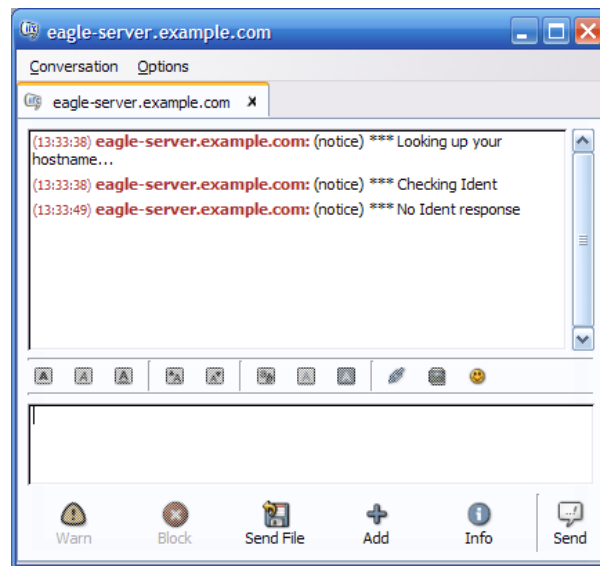 eagle-server.example.com
Conversation Options
eagle-server.example.com x
(13:33:38) eagle-server.example.com: (notice) *** Looking up your
hostname...
(13:33:38) eagle-server.example.com: (notice) *** Checking Ident
(13:33:49) eagle-server.example.com: (notice) *** No Ident response
Warn Block Send File Add Info Send